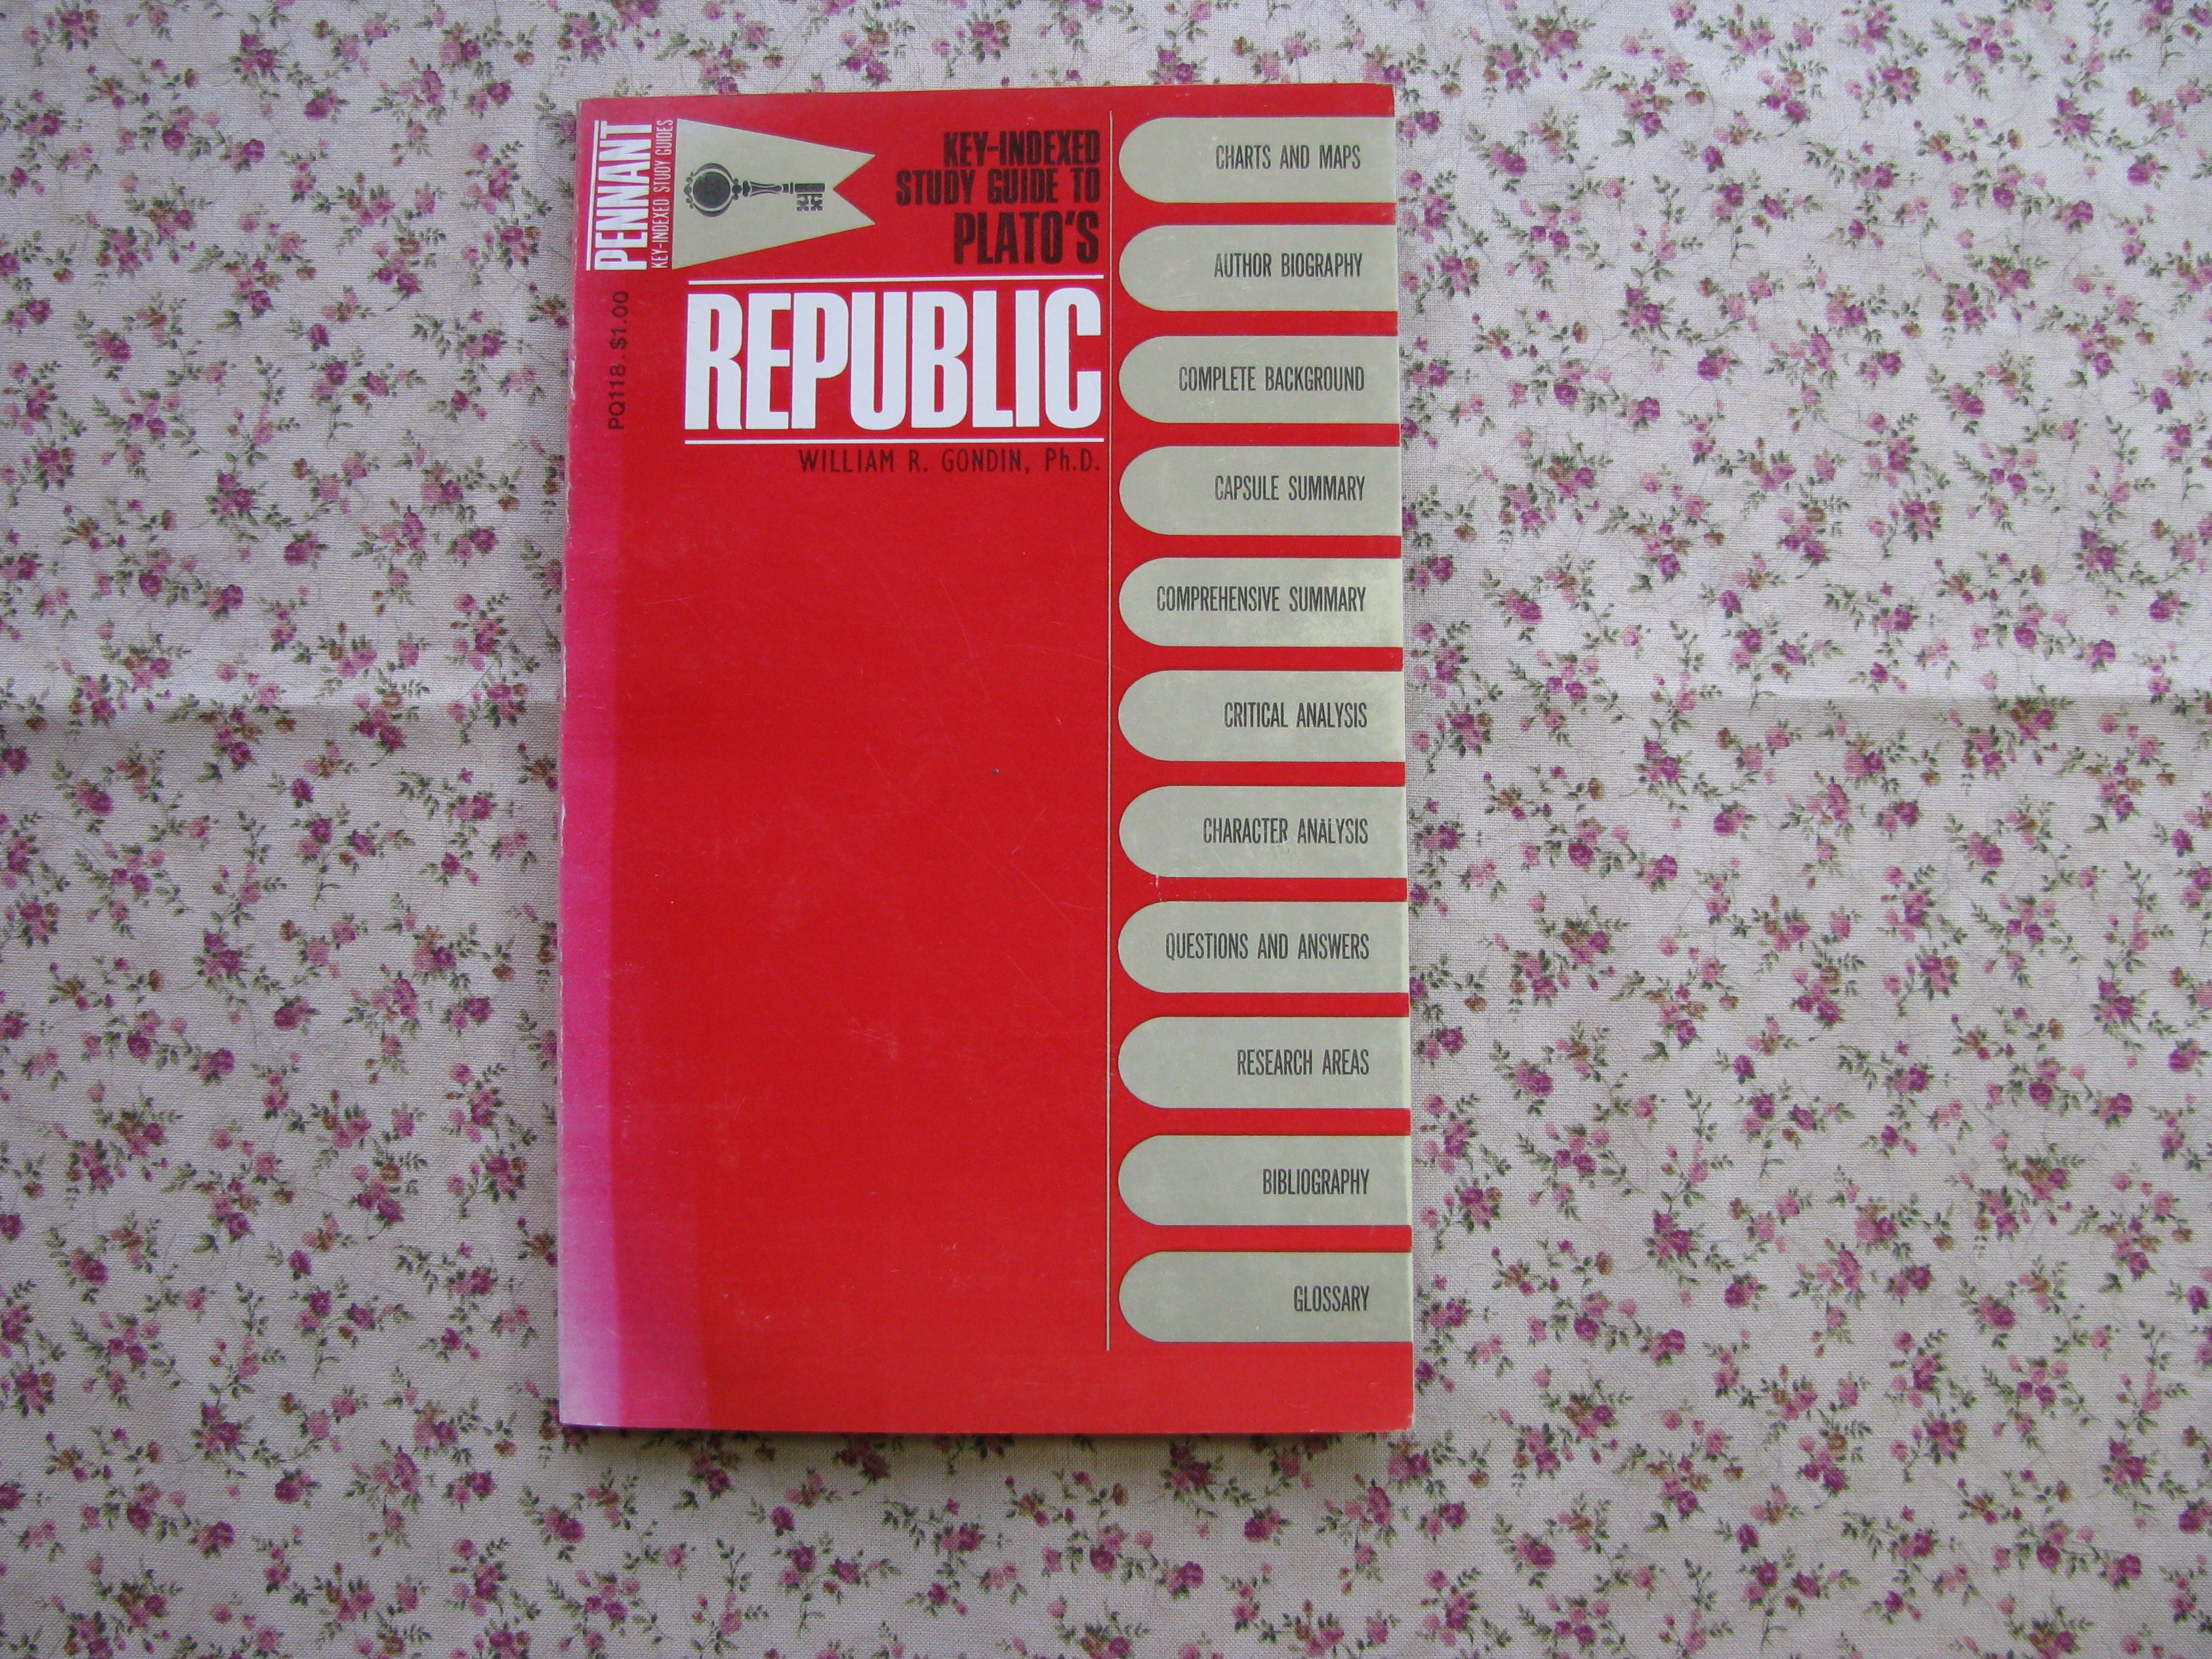 PENNANT
KEY-INDEXED STUDY GUIDES
PQ118.$1.00
KEY-INDEXED
STUDY GUIDE TO
PLATO'S
REPUBLIC
WILLIAM R. GONDIN, Ph.D.
CHARTS AND MAPS
AUTHOR BIOGRAPHY
COMPLETE BACKGROUND
CAPSULE SUMMARY
COMPREHENSIVE SUMMARY
CRITICAL ANALYSIS
CHARACTER ANALYSIS
QUESTIONS AND ANSWERS
RESEARCH AREAS
BIBLIOGRAPHY
GLOSSARY